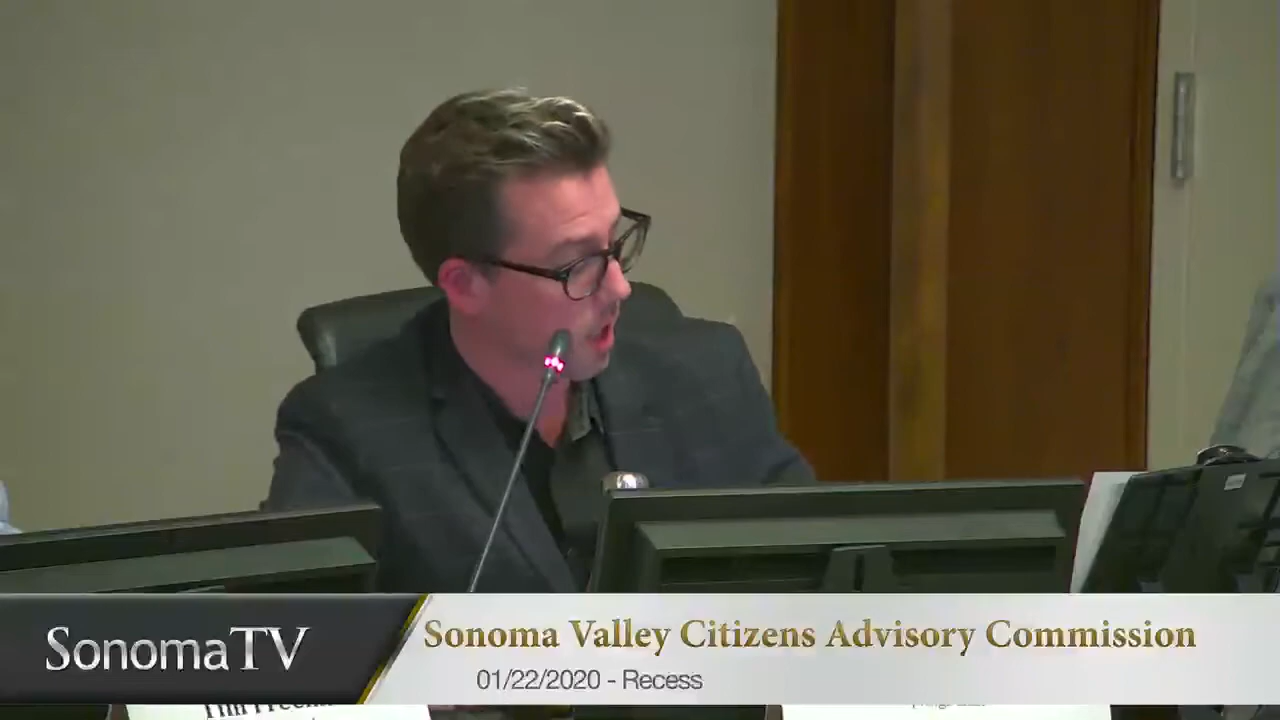 SonomaTV
Sonoma Valley Citizens Advisory Commission
01/22/2020 - Recess